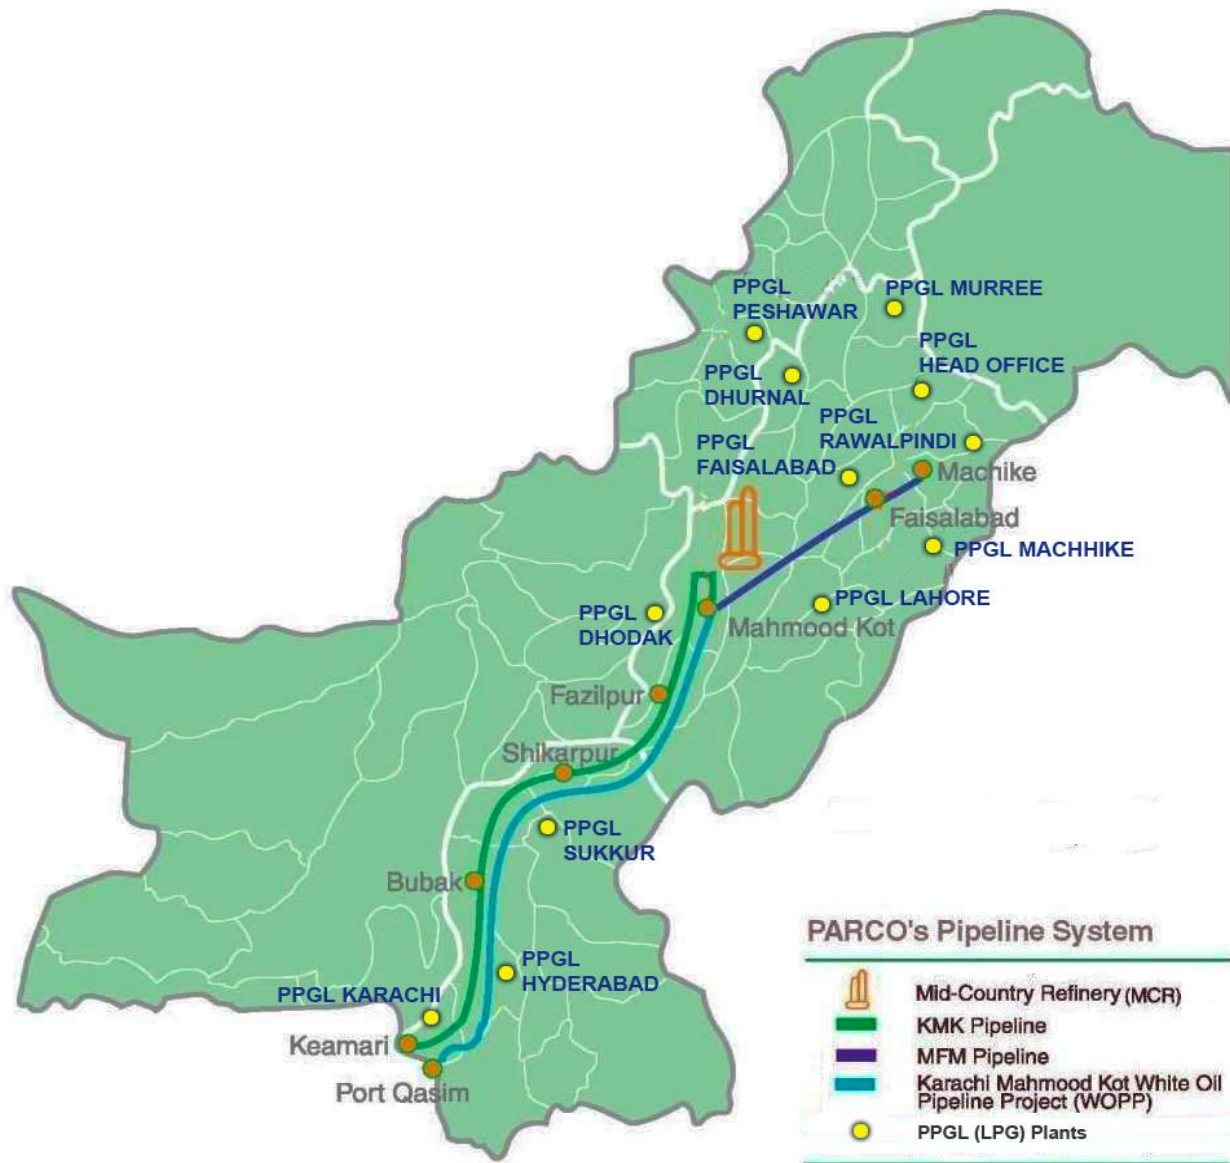 PPGL
PESHAWAR
PPGL MURREE
PPGL
HEAD OFFICE
PPGL
DHURNAL
PPGL
RAWALPINDI
PPGL
FAISALABAD
Machike
Faisalabad
PPGL MACHHIKE
PPGL LAHORE
PPGL
DHODAK
Mahmood Kot
Fazilpur
Shikarpur
PPGL
SUKKUR
Bubak
PPGL
HYDERABAD
PPGL KARACHI
Keamari
Port Qasim
PARCO's Pipeline System
Mid-Country Refinery (MCR)
KMK Pipeline
MFM Pipeline
Karachi Mahmood Kot White Oil
Pipeline Project (WOPP)
PPGL (LPG) Plants